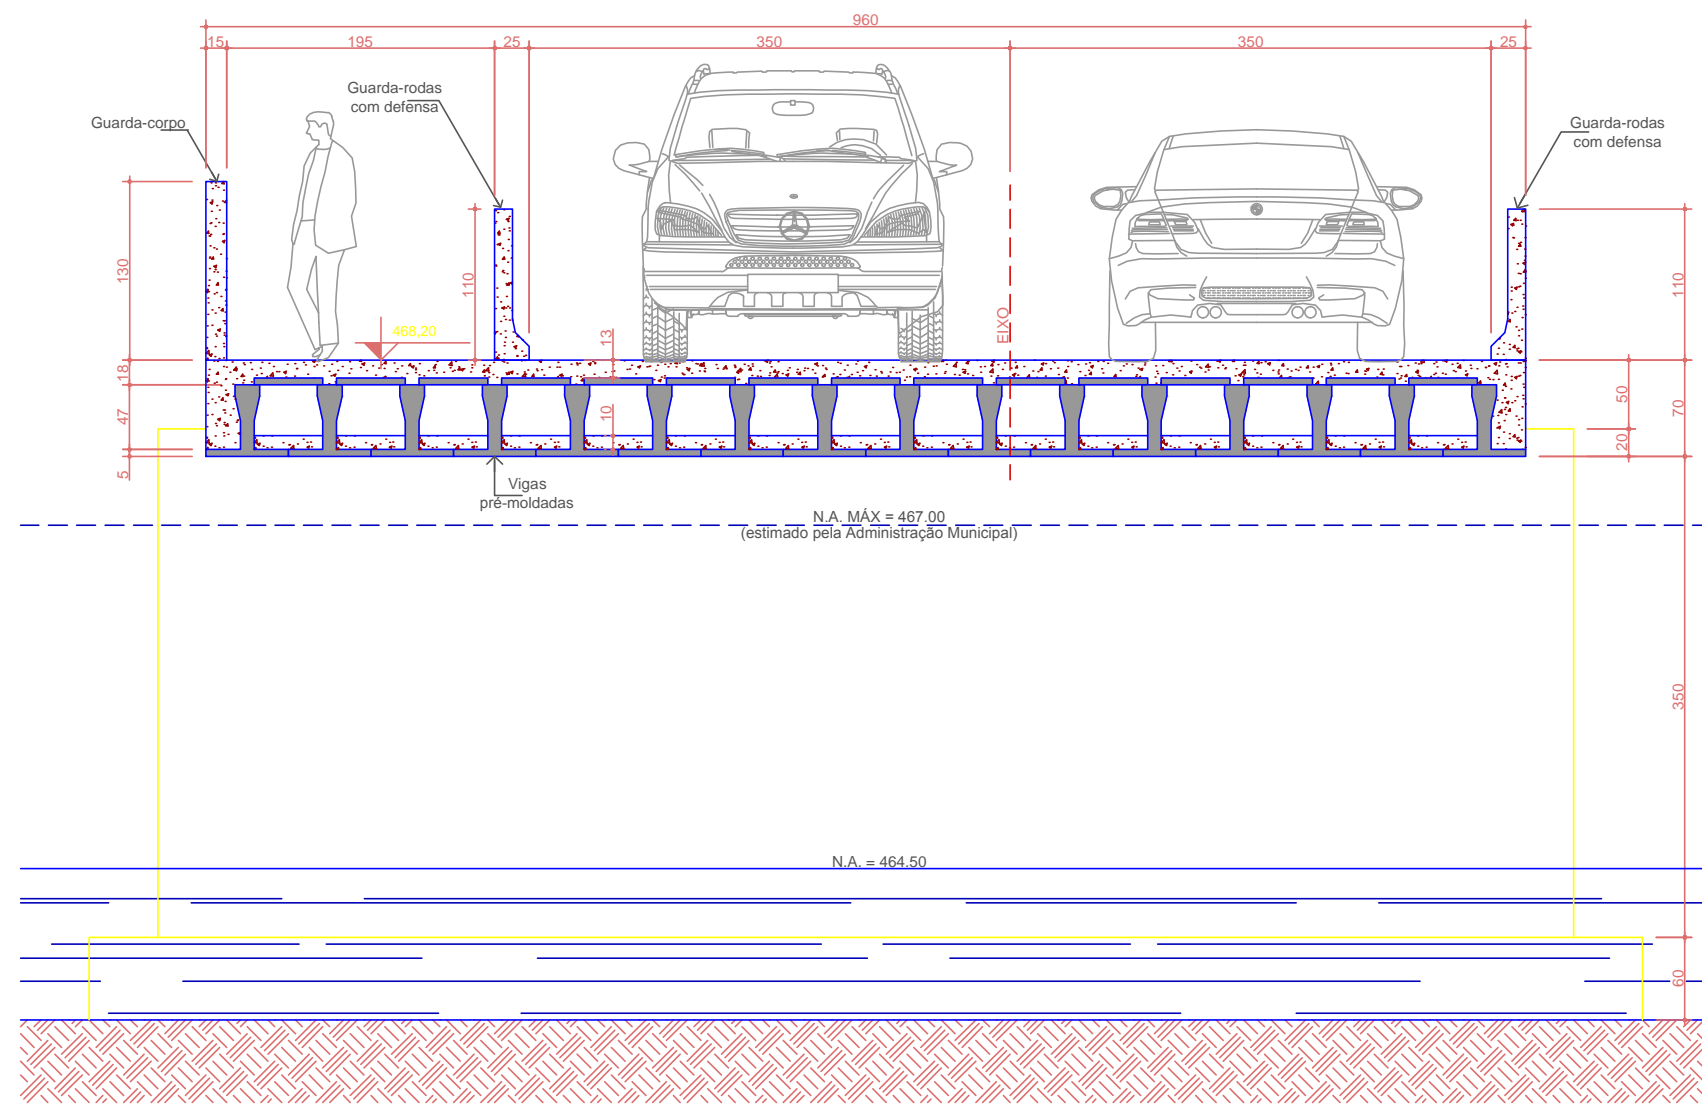 960
15
195
25
350
350
25
Guarda-rodas
com defensa
Guarda-corpo
Guarda-rodas
com defensa
130
110
110
468,20
13
EIXO
18
47
5
10
50
20
70
Vigas
pré-moldadas
N.A. MÁX = 467.00
(estimado pela Administração Municipal)
350
N.A. = 464.50
60